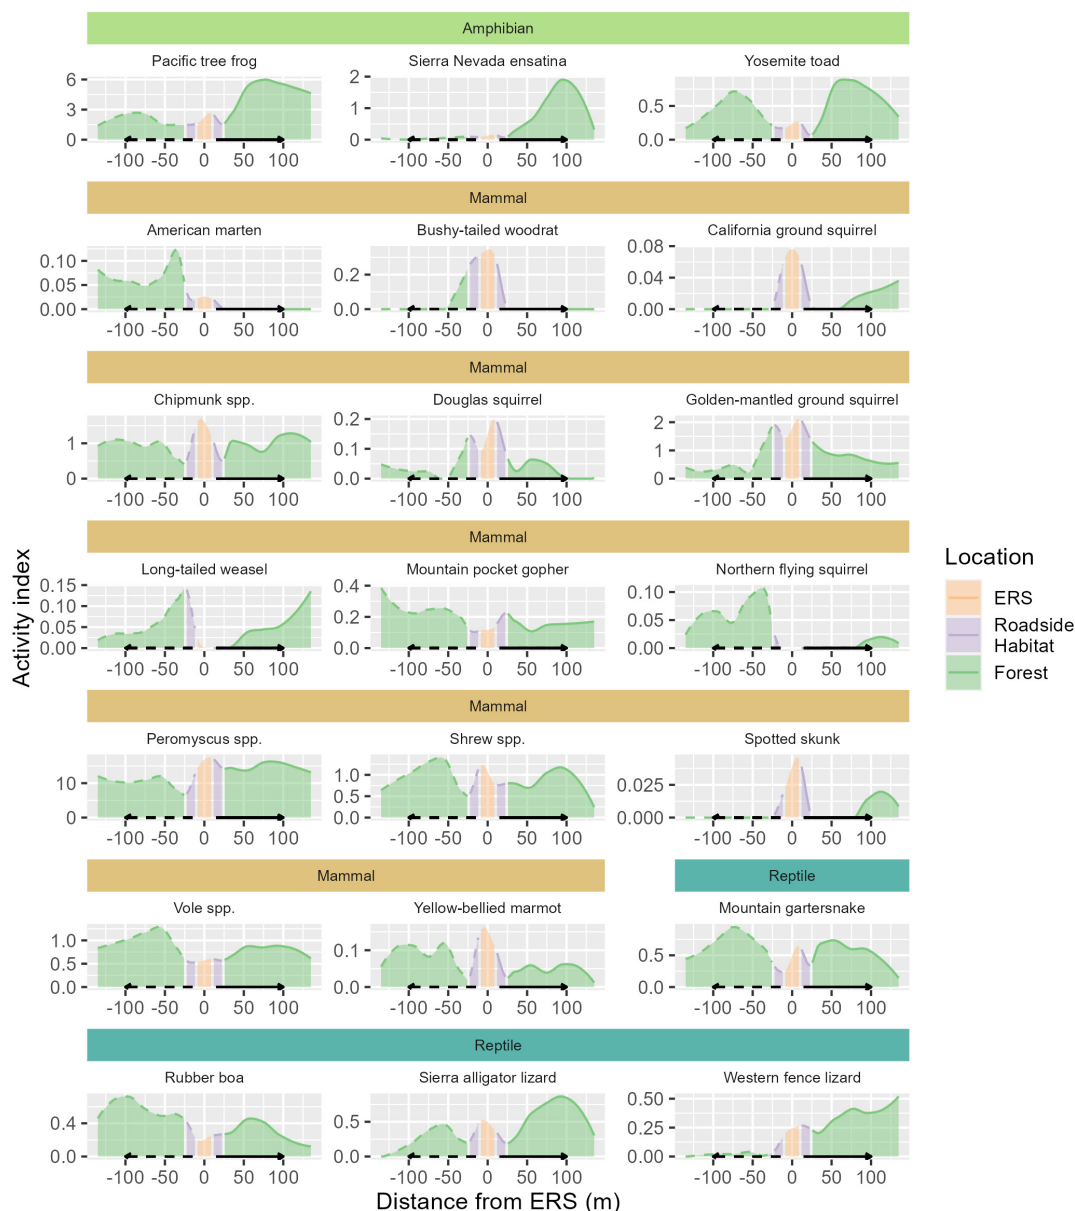 Amphibian
Pacific tree frog
Sierra Nevada ensatina
Yosemite toad
6
3
0
2
1
0
0.5
0.0
-100 -50 0 50 100
-100 -50 0 50 100
-100 -50 0 50 100
Mammal
American marten
Bushy-tailed woodrat
California ground squirrel
0.10
0.05
0.00
0.2
0.0
0.08
0.04
0.00
-100 -50 0 50 100
-100 -50 0 50 100
-100 -50 0 50 100
Mammal
Chipmunk spp.
Douglas squirrel
Golden-mantled ground squirrel
1
0
0.2
0.1
0.0
2
1
0
-100 -50 0 50 100
-100 -50 0 50 100
-100 -50 0 50 100
Mammal
Long-tailed weasel
Mountain pocket gopher
Northern flying squirrel
0.15
0.10
0.05
0.00
0.4
0.2
0.0
0.10
0.05
0.00
-100 -50 0 50 100
-100 -50 0 50 100
-100 -50 0 50 100
Mammal
Peromyscus spp.
Shrew spp.
Spotted skunk
10
0
1.0
0.5
0.0
0.025
0.000
-100 -50 0 50 100
-100 -50 0 50 100
-100 -50 0 50 100
Mammal
Reptile
Vole spp.
Yellow-bellied marmot
Mountain gartersnake
1.0
0.5
0.0
0.1
0.0
0.5
0.0
-100 -50 0 50 100
-100 -50 0 50 100
-100 -50 0 50 100
Reptile
Rubber boa
Sierra alligator lizard
Western fence lizard
0.4
0.0
0.5
0.0
0.50
0.25
0.00
-100 -50 0 50 100
-100 -50 0 50 100
-100 -50 0 50 100
Distance from ERS (m)
Activity index
Location
ERS
Roadside
Habitat
Forest